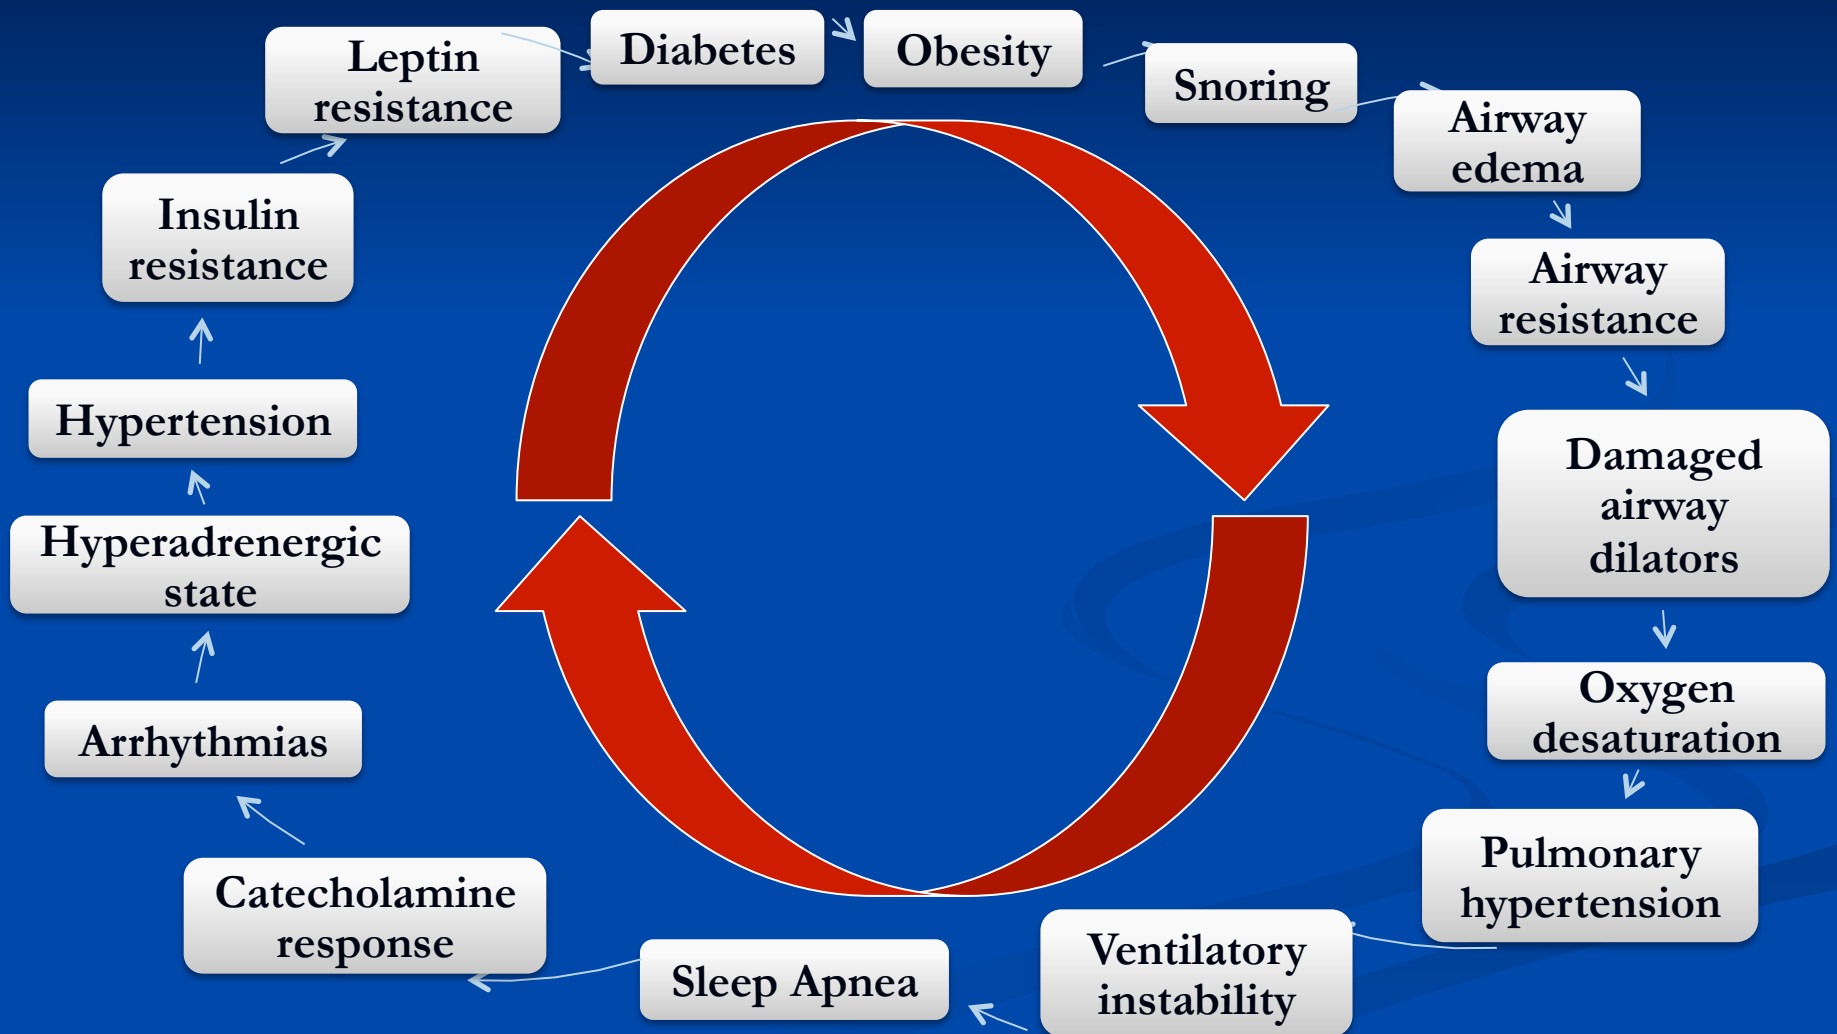 Diabetes
Obesity
Snoring
Airway
edema
Airway
resistance
Damaged
airway
dilators
Oxygen
desaturation
Pulmonary
hypertension
Ventilatory
instability
Sleep Apnea
Catecholamine
response
Arrhythmias
Hyperadrenergic
state
Hypertension
Insulin
resistance
Leptin
resistance